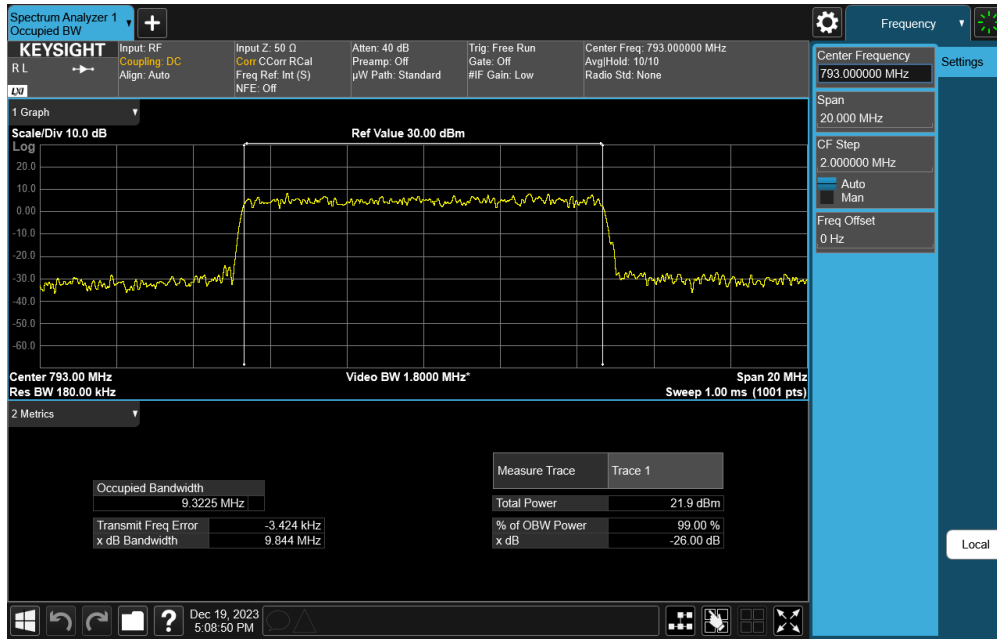 Spectrum Analyzer 1
Occupied BW
+
Frequency
KEYSIGHT
R L
LXI
Input: RF
Coupling: DC
Align: Auto
Input Z: 50 Ω
Corr CCorr RCal
Freq Ref: Int (S)
NFE: Off
Atten: 40 dB
Preamp: Off
µW Path: Standard
Trig: Free Run
Gate: Off
#IF Gain: Low
Center Freq: 793.000000 MHz
Avg|Hold: 10/10
Radio Std: None
Center Frequency
793.000000 MHz
Settings
Span
20.000 MHz
CF Step
2.000000 MHz
Auto
Man
Freq Offset
0 Hz
1 Graph
Scale/Div 10.0 dB
Ref Value 30.00 dBm
Log
20.0
10.0
0.00
-10.0
-20.0
-30.0
-40.0
-50.0
-60.0
Center 793.00 MHz
Video BW 1.8000 MHz*
Span 20 MHz
Res BW 180.00 kHz
Sweep 1.00 ms (1001 pts)
2 Metrics
Measure Trace Trace 1
Occupied Bandwidth
9.3225 MHz
Total Power 21.9 dBm
Transmit Freq Error -3.424 kHz
% of OBW Power 99.00 %
x dB Bandwidth 9.844 MHz
x dB -26.00 dB
Local
?
Dec 19, 2023
5:08:50 PM